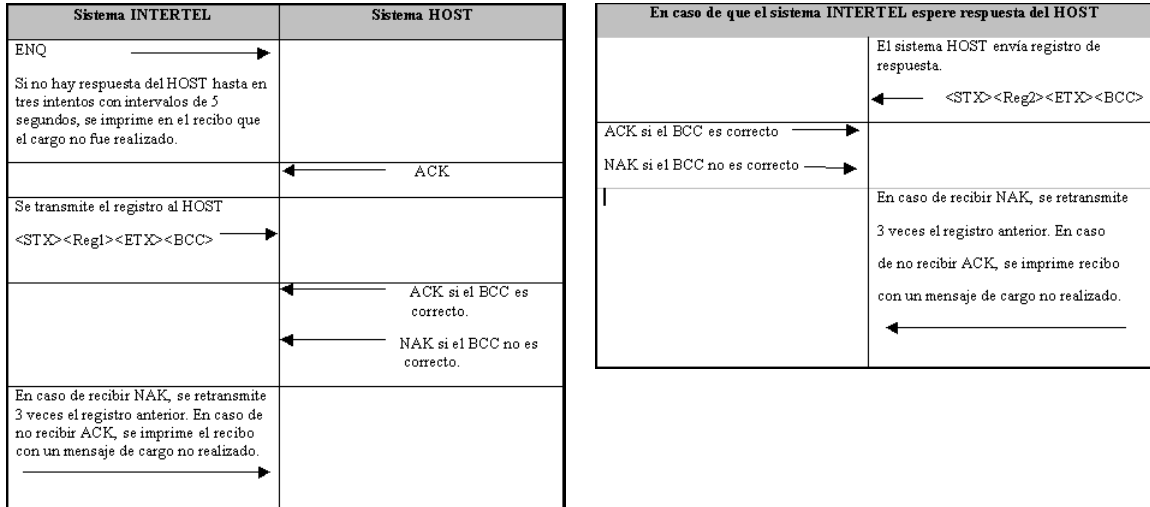 Sistema INTERTEL
Sistema HOST
ENQ
Si no hay respuesta del HOST hasta en
tres intentos con intervalos de 5
segundos, se imprime en el recibo que
el cargo no fue realizado.
ACK
Se transmite el registro al HOST
<STX><Reg1><ETX><BCC>
ACK si el BCC es
correcto.
NAK si el BCC no es
correcto.
En caso de recibir NAK, se retransmite
3 veces el registro anterior. En caso de
no recibir ACK, se imprime el recibo
con un mensaje de cargo no realizado.
En caso de que el sistema INTERTEL espere respuesta del HOST
El sistema HOST envía registro de
respuesta.
<STX><Reg2><ETX><BCC>
ACK si el BCC es correcto
NAK si el BCC no es correcto
En caso de recibir NAK, se retransmite
3 veces el registro anterior. En caso
de no recibir ACK, se imprime recibo
con un mensaje de cargo no realizado.